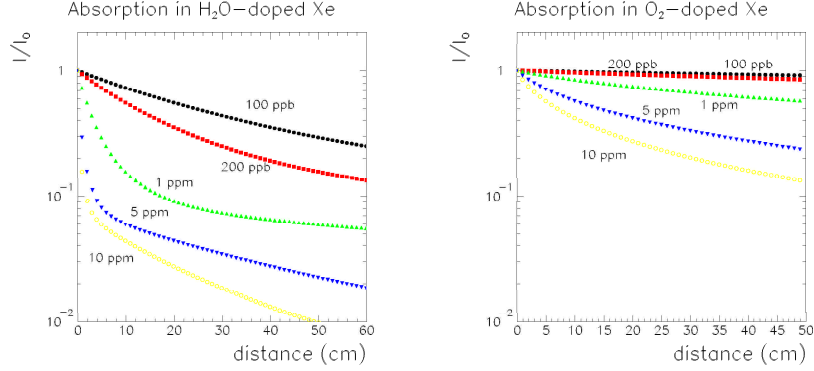 Absorption in H₂O-doped Xe
I/I₀
1
10⁻¹
10⁻²
100 ppb
200 ppb
1 ppm
5 ppm
10 ppm
0 10 20 30 40 50 60
distance (cm)
Absorption in O₂-doped Xe
I/I₀
1
10⁻¹
10⁻²
200 ppb 100 ppb
1 ppm
5 ppm
10 ppm
0 5 10 15 20 25 30 35 40 45 50
distance (cm)